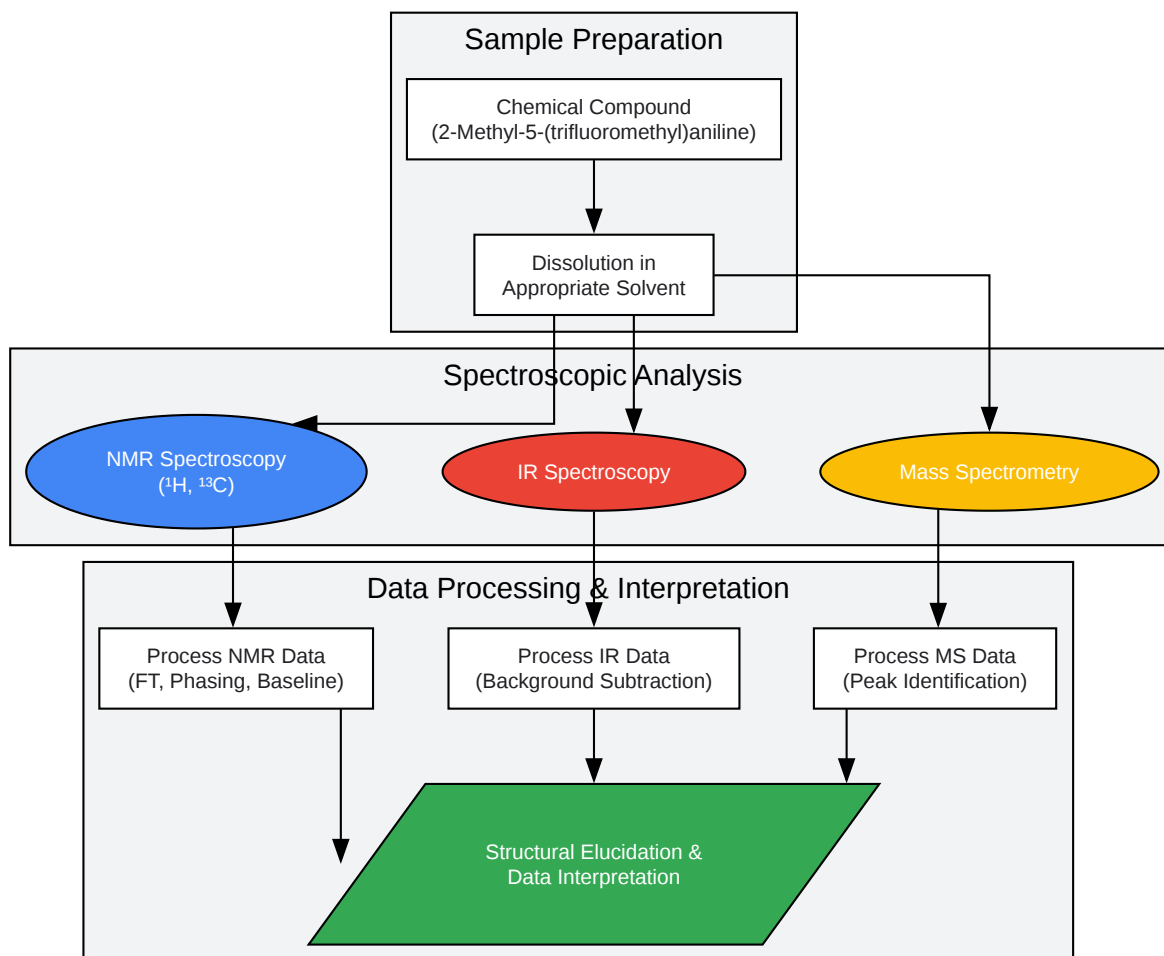 Sample Preparation
Chemical Compound
(2-Methyl-5-(trifluoromethyl)aniline)
Dissolution in
Appropriate Solvent
Spectroscopic Analysis
NMR Spectroscopy
(¹H, ¹³C)
IR Spectroscopy
Mass Spectrometry
Data Processing & Interpretation
Process NMR Data
(FT, Phasing, Baseline)
Process IR Data
(Background Subtraction)
Process MS Data
(Peak Identification)
Structural Elucidation &
Data Interpretation